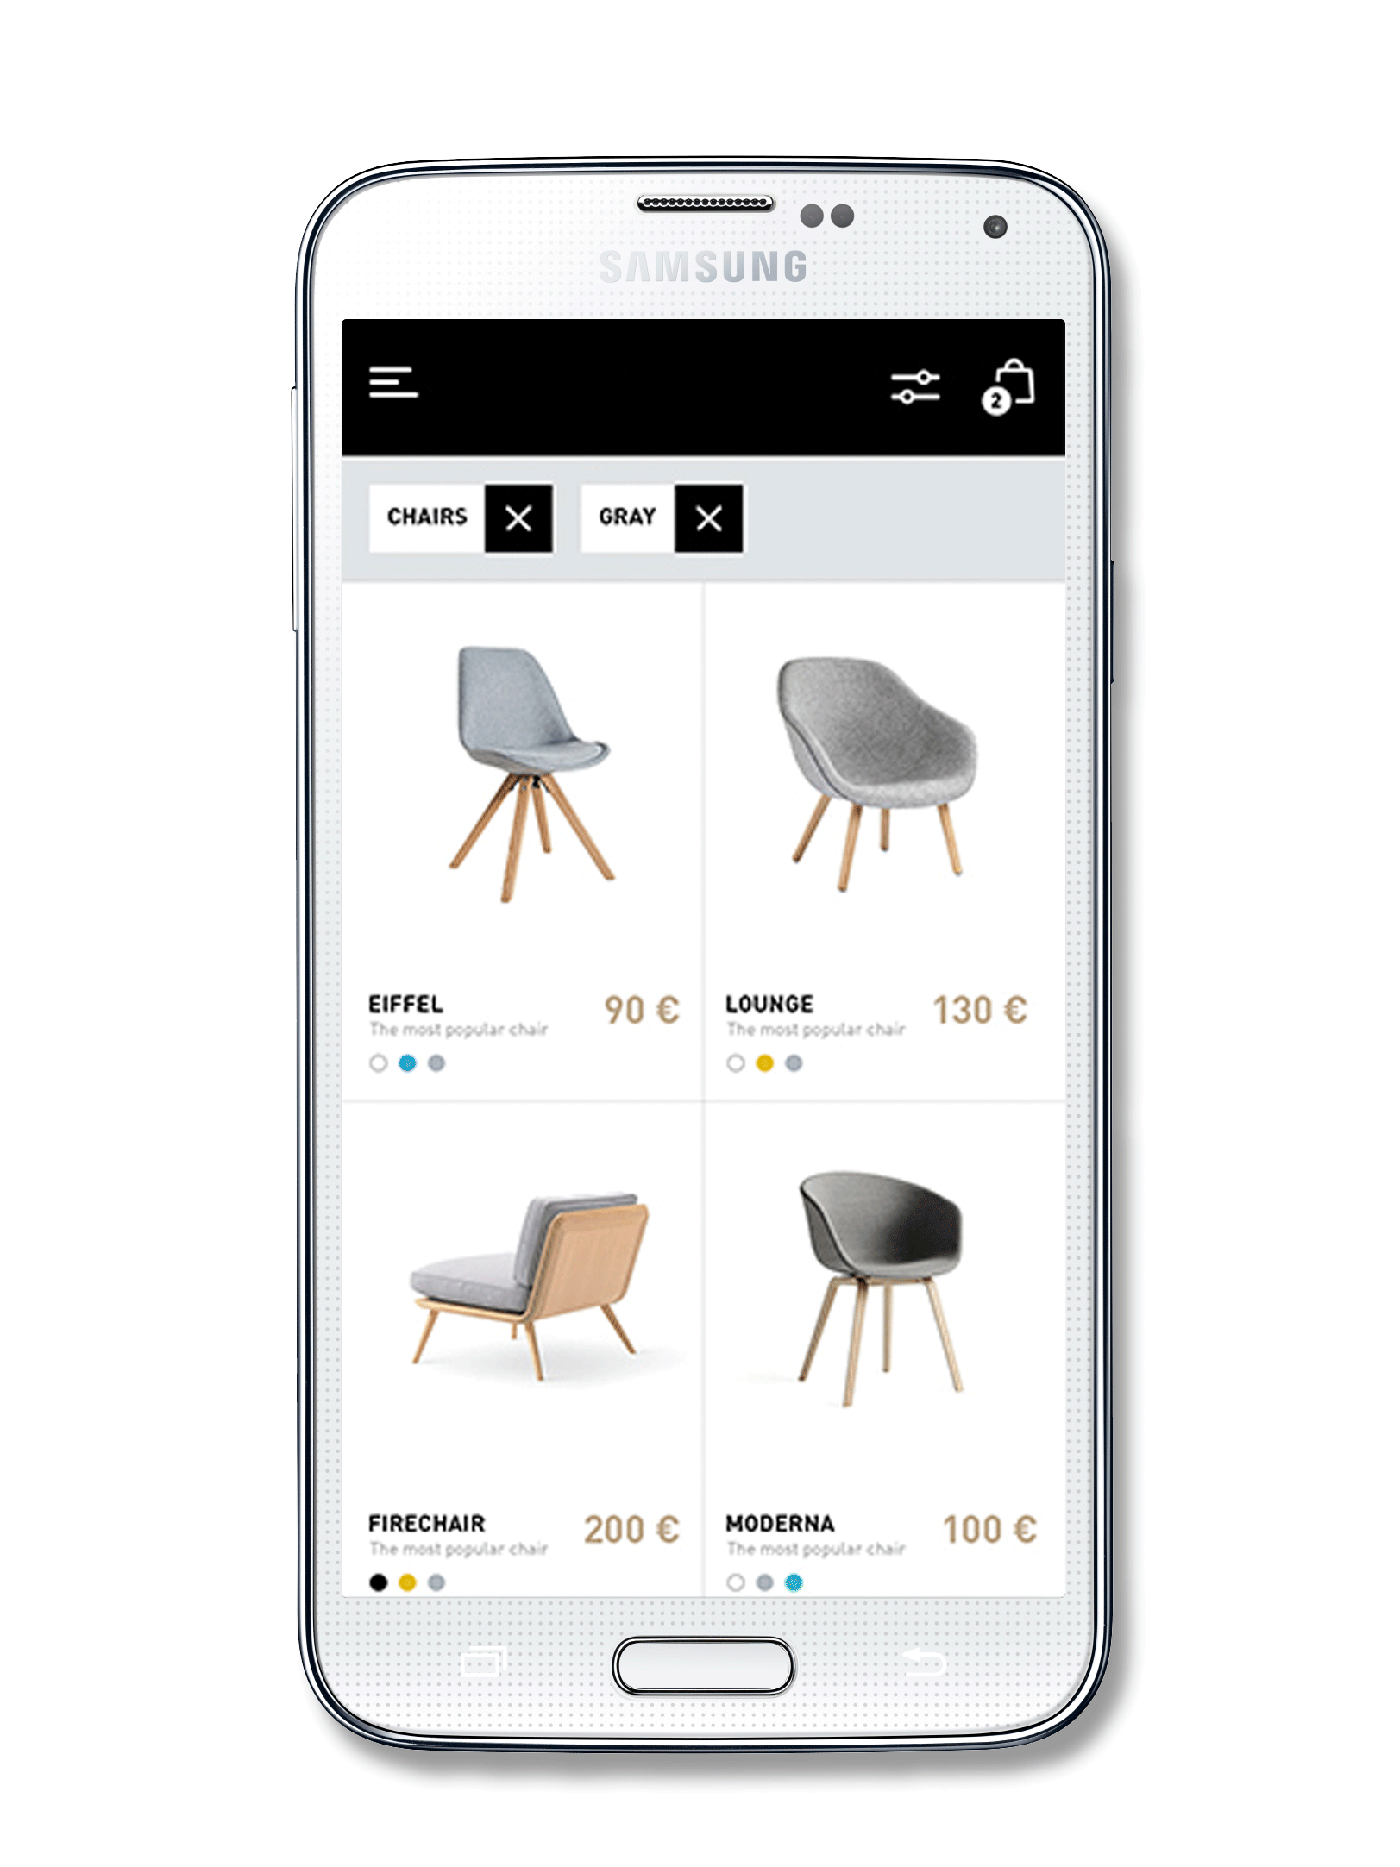 SAMSUNG
2
CHAIRS
GRAY
EIFFEL
90 €
The most popular chair
LOUNGE
130 €
The most popular chair
FIRECHAIR
200 €
The most popular chair
MODERNA
100 €
The most popular chair